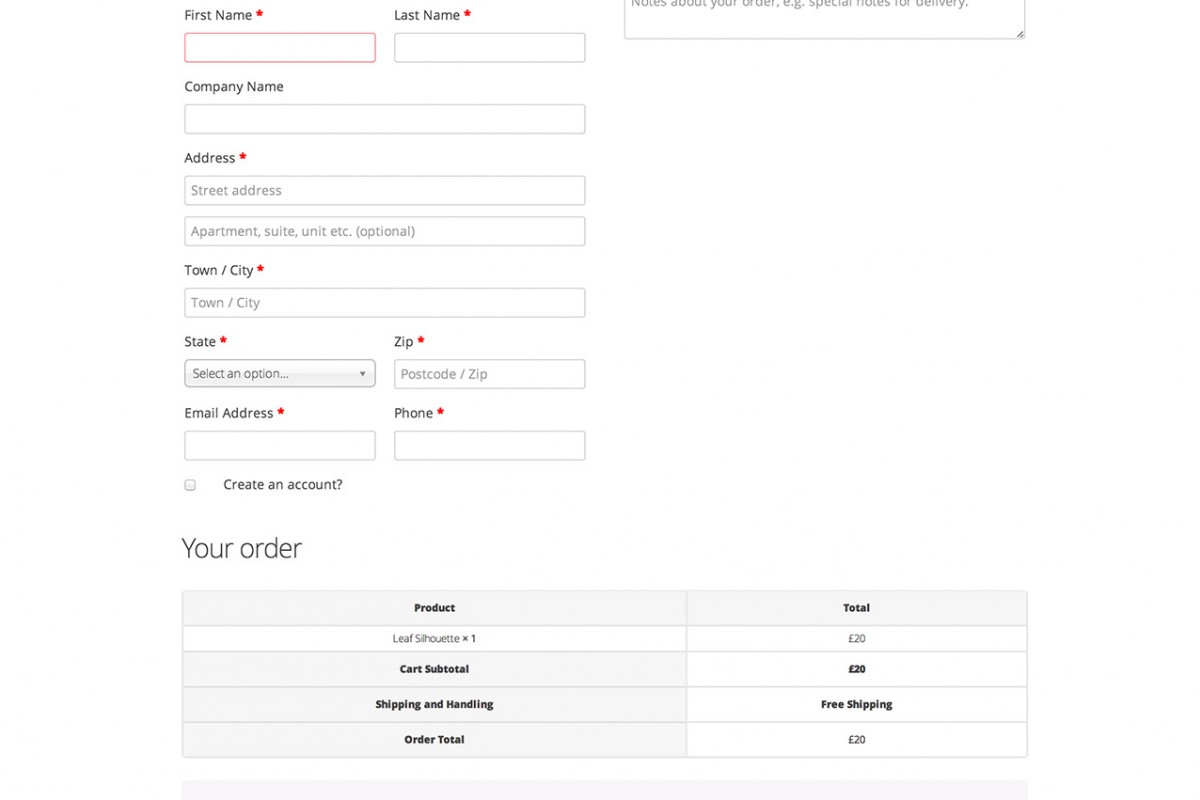 First Name *
Last Name *
Notes about your order, e.g. special notes for delivery.
Company Name
Address *
Street address
Apartment, suite, unit etc. (optional)
Town / City *
Town / City
State *
Zip *
Select an option...
Postcode / Zip
Email Address *
Phone *
Create an account?
Your order
Product
Total
Leaf Silhouette × 1
£20
Cart Subtotal
£20
Shipping and Handling
Free Shipping
Order Total
£20